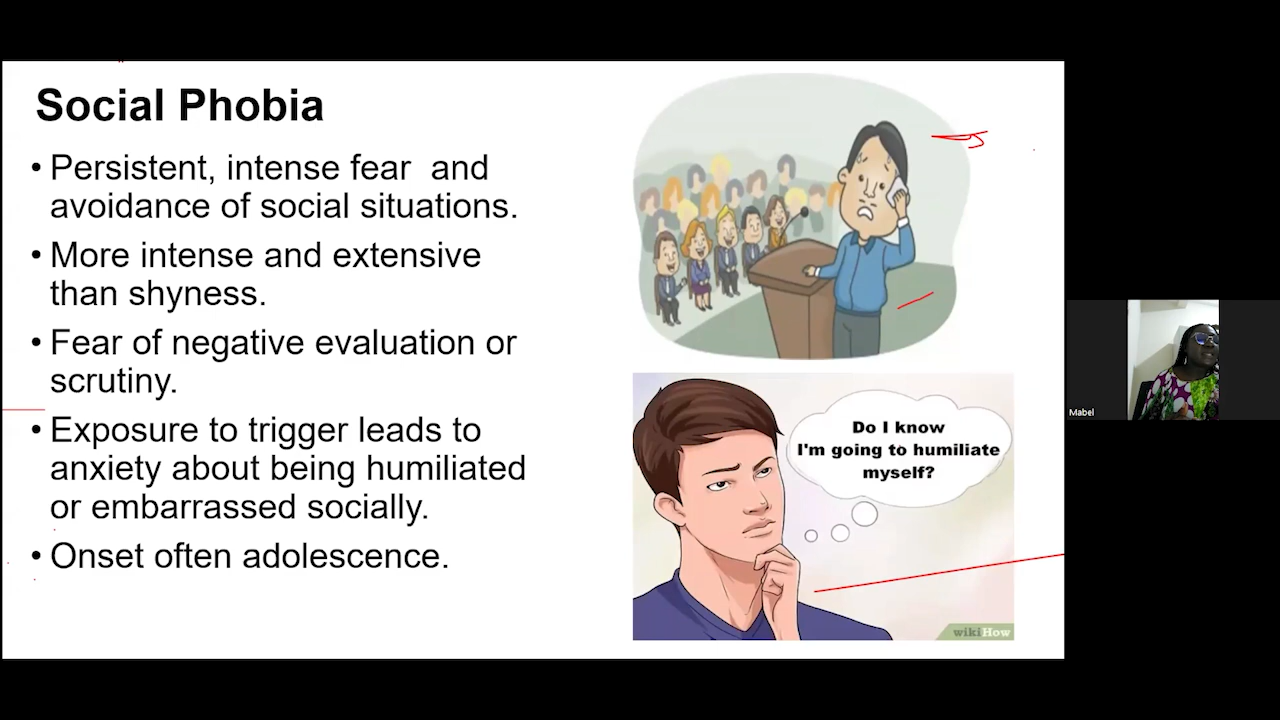 Social Phobia
• Persistent, intense fear  and
avoidance of social situations.
• More intense and extensive
than shyness.
• Fear of negative evaluation or
scrutiny.
• Exposure to trigger leads to
anxiety about being humiliated
or embarrassed socially.
• Onset often adolescence.
Do I know
I'm going to humiliate
myself?
wikiHow
Mabel